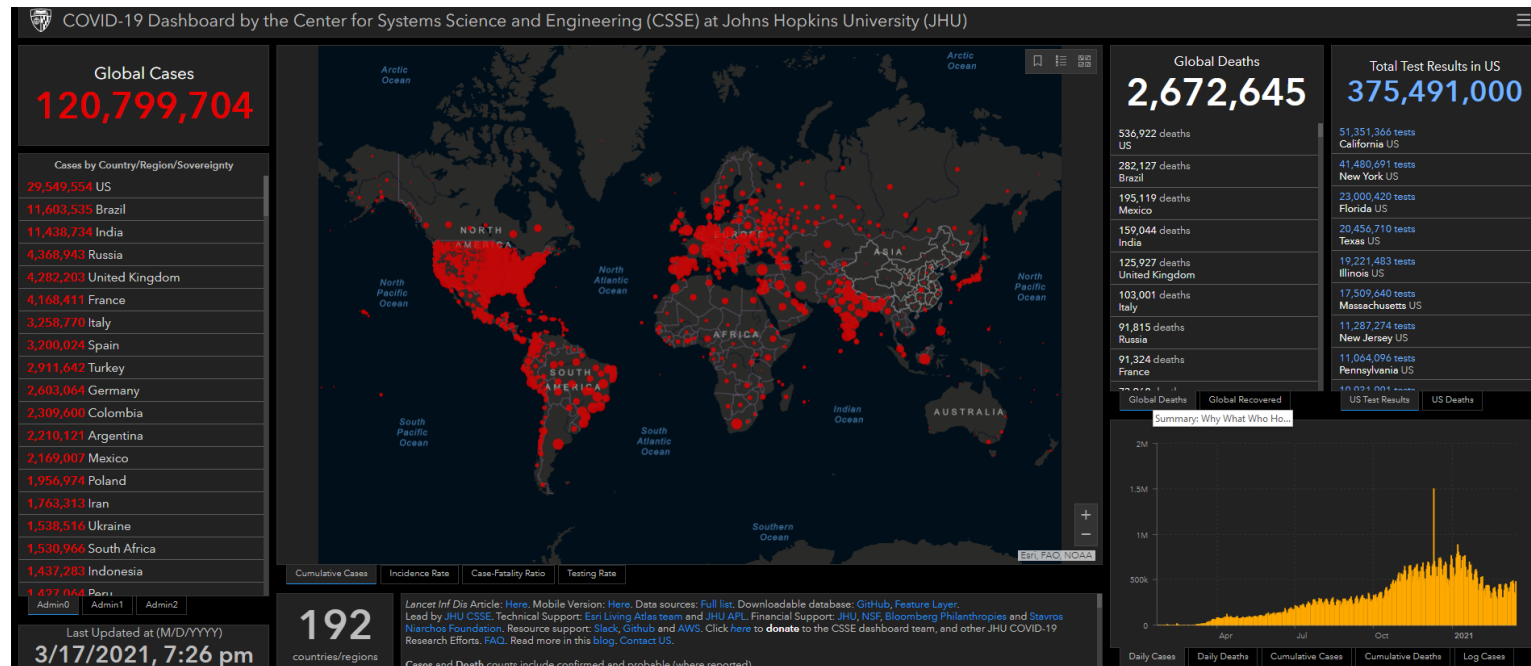 COVID-19 Dashboard by the Center for Systems Science and Engineering (CSSE) at Johns Hopkins University (JHU)
Global Cases
120,799,704
Cases by Country/Region/Sovereignty
29,549,554 US
11,603,535 Brazil
11,438,734 India
4,368,943 Russia
4,282,203 United Kingdom
4,168,411 France
3,258,770 Italy
3,200,024 Spain
2,911,642 Turkey
2,603,064 Germany
2,309,600 Colombia
2,210,121 Argentina
2,169,007 Mexico
1,956,974 Poland
1,763,313 Iran
1,538,516 Ukraine
1,530,966 South Africa
1,437,283 Indonesia
1,427,064 Peru
Admin0 Admin1 Admin2
Last Updated at (M/D/YYYY)
3/17/2021, 7:26 pm
Arctic
Ocean
Arctic
Ocean
NORTH
AMERICA
EUROPE
ASIA
North
Pacific
Ocean
North
Atlantic
Ocean
North
Pacific
Ocean
AFRICA
SOUTH
AMERICA
Indian
Ocean
AUSTRALIA
South
Pacific
Ocean
South
Atlantic
Ocean
Southern
Ocean
+
−
Esri, FAO, NOAA
Cumulative Cases Incidence Rate Case-Fatality Ratio Testing Rate
192
countries/regions
Lancet Inf Dis Article: Here. Mobile Version: Here. Data sources: Full list. Downloadable database: GitHub, Feature Layer.
Lead by JHU CSSE. Technical Support: Esri Living Atlas team and JHU APL. Financial Support: JHU, NSF, Bloomberg Philanthropies and Stavros
Niarchos Foundation. Resource support: Slack, Github and AWS. Click here to donate to the CSSE dashboard team, and other JHU COVID-19
Research Efforts. FAQ. Read more in this blog. Contact US.
Cases and Death counts include confirmed and probable (where reported)
Global Deaths
2,672,645
536,922 deaths
US
282,127 deaths
Brazil
195,119 deaths
Mexico
159,044 deaths
India
125,927 deaths
United Kingdom
103,001 deaths
Italy
91,815 deaths
Russia
91,324 deaths
France
Global Deaths Global Recovered
Summary: Why What Who Ho...
Total Test Results in US
375,491,000
51,351,366 tests
California US
41,480,691 tests
New York US
23,000,420 tests
Florida US
20,456,710 tests
Texas US
19,221,483 tests
Illinois US
17,509,640 tests
Massachusetts US
11,287,274 tests
New Jersey US
11,064,096 tests
Pennsylvania US
US Test Results US Deaths
2M
1.5M
1M
500k
0
Apr Jul Oct 2021
Daily Cases Daily Deaths Cumulative Cases Cumulative Deaths Log Cases